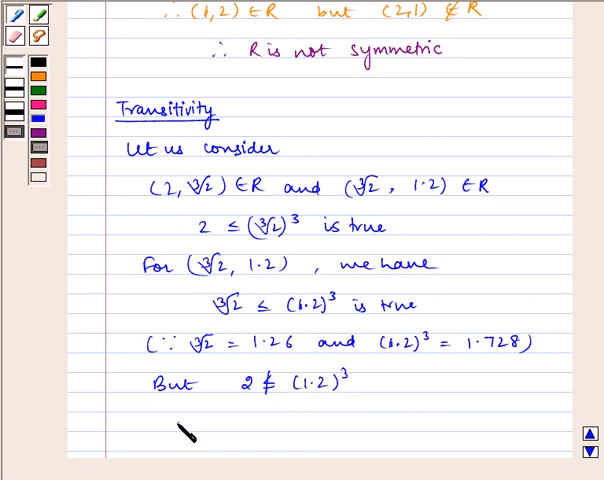 ∴ (1,2) ∈ R but (2,1) ∉ R
∴ R is not symmetric
Transitivity
Let us consider
(2, ∛2) ∈ R and (∛2, 1.2) ∈ R
2 ≤ (∛2)³ is true
For (∛2, 1.2), we have
∛2 ≤ (1.2)³ is true
(∵ ∛2 = 1.26 and (1.2)³ = 1.728)
But 2 ≰ (1.2)³